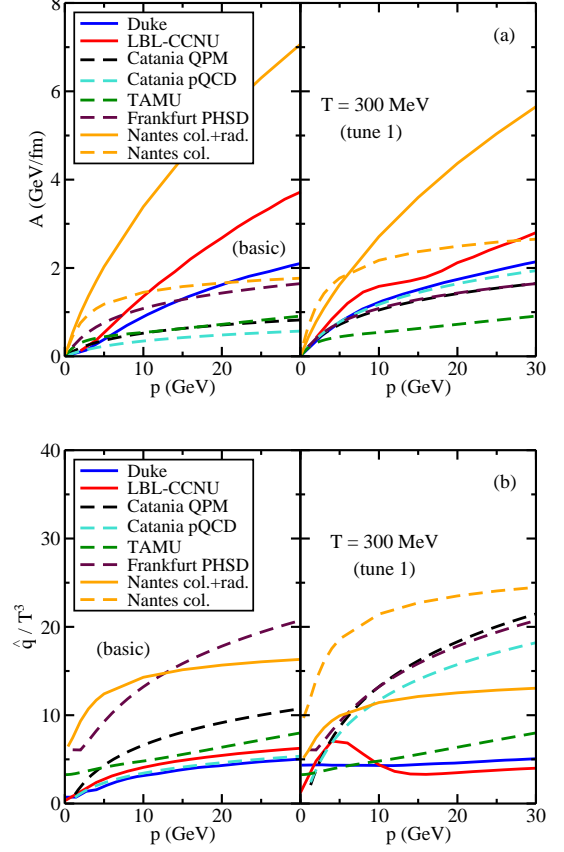 8
6
4
2
0
A (GeV/fm)
Duke
LBL-CCNU
Catania QPM
Catania pQCD
TAMU
Frankfurt PHSD
Nantes col.+rad.
Nantes col.
(basic)
(a)
T = 300 MeV
(tune 1)
0 10 20
0 10 20 30
p (GeV)
p (GeV)
40
30
20
10
0
q̂ / T³
Duke
LBL-CCNU
Catania QPM
Catania pQCD
TAMU
Frankfurt PHSD
Nantes col.+rad.
Nantes col.
(basic)
(b)
T = 300 MeV
(tune 1)
0 10 20
0 10 20 30
p (GeV)
p (GeV)